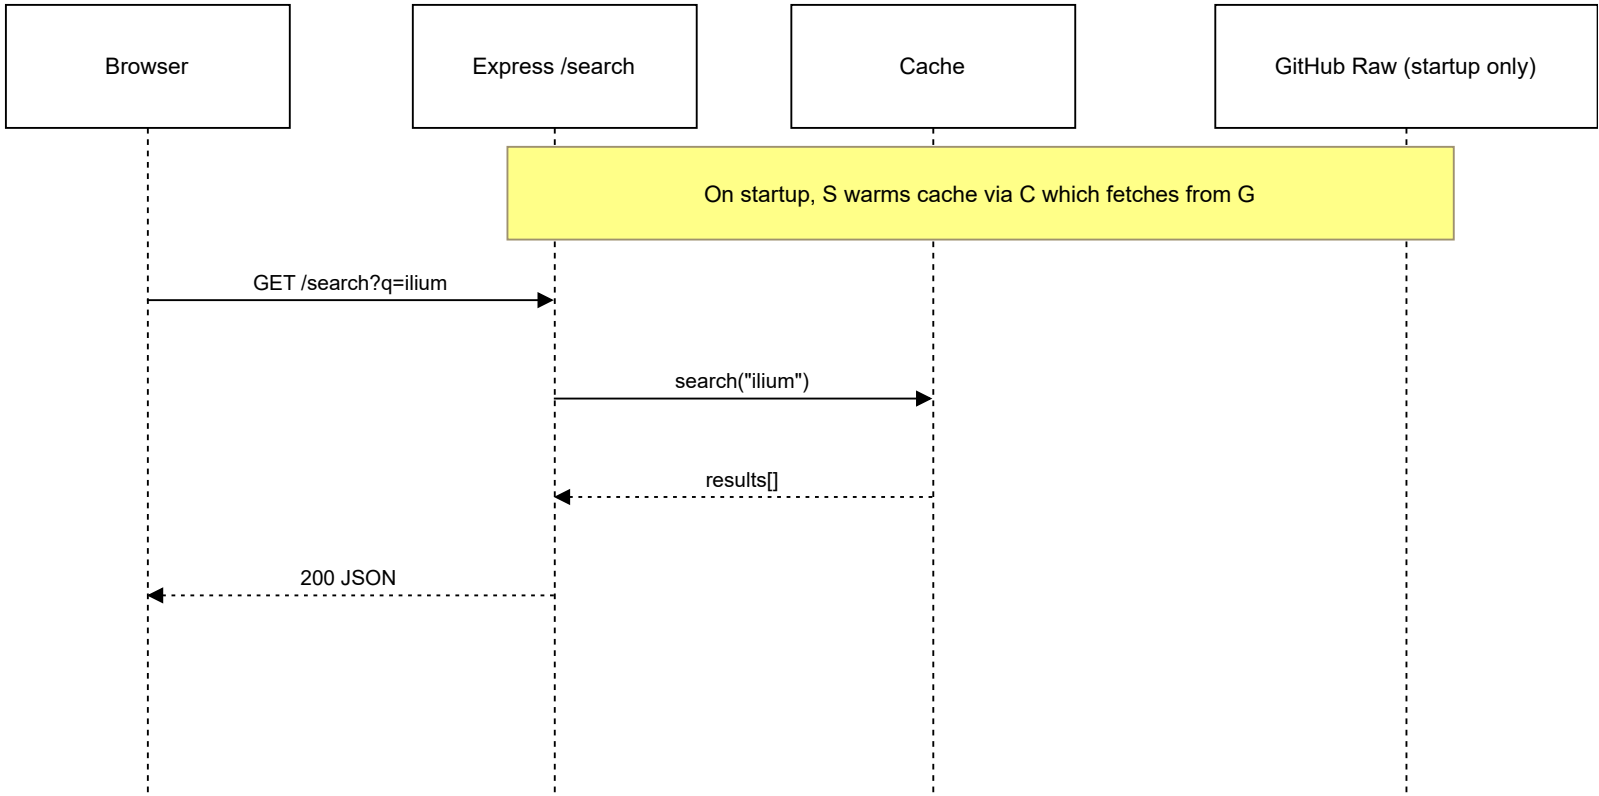 Browser
Express /search
Cache
GitHub Raw (startup only)
On startup, S warms cache via C which fetches from G
GET /search?q=ilium
search("ilium")
results[]
200 JSON